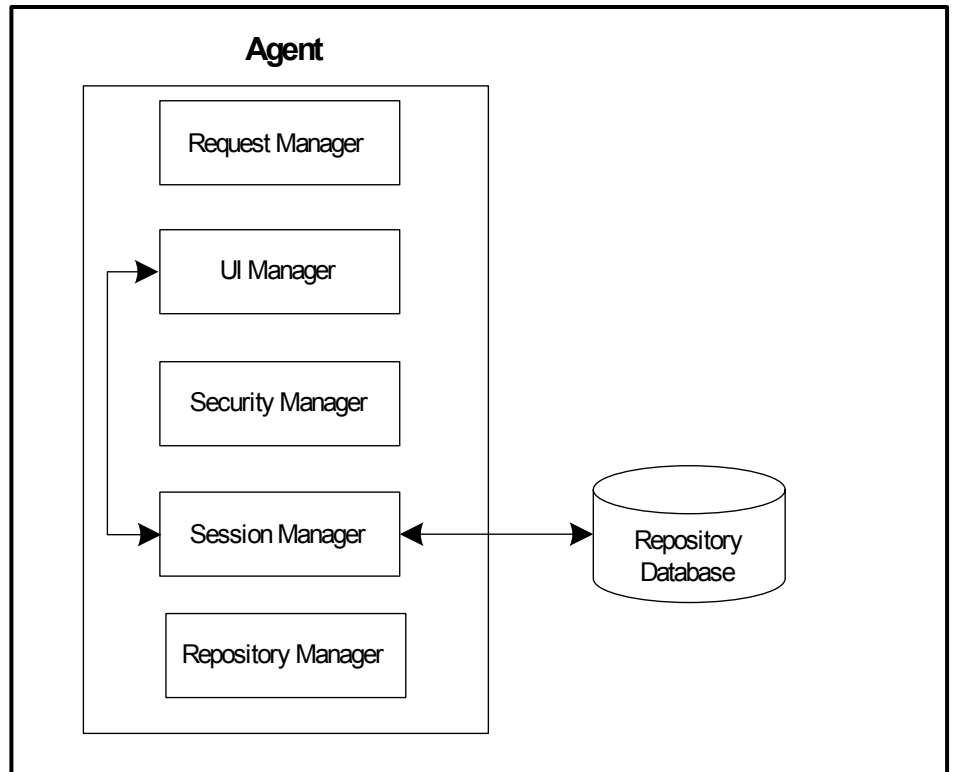 Agent
Request Manager
UI Manager
Security Manager
Session Manager
Repository
Database
Repository Manager